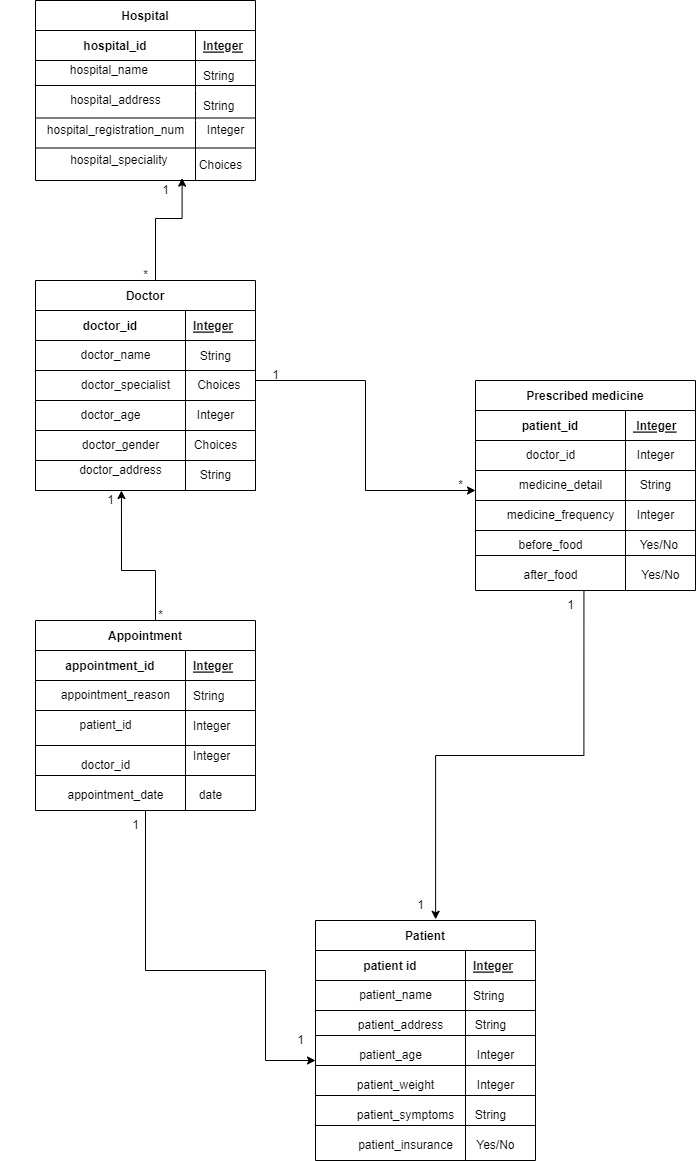 Hospital
hospital_id Integer
hospital_name String
hospital_address String
hospital_registration_num Integer
hospital_speciality Choices
1
*
Doctor
doctor_id Integer
doctor_name String
doctor_specialist Choices
doctor_age Integer
doctor_gender Choices
doctor_address String
1
*
Prescribed medicine
patient_id Integer
doctor_id Integer
medicine_detail String
medicine_frequency Integer
before_food Yes/No
after_food Yes/No
1
*
Appointment
appointment_id Integer
appointment_reason String
patient_id Integer
doctor_id Integer
appointment_date date
1
1
1
1
Patient
patient id Integer
patient_name String
patient_address String
patient_age Integer
patient_weight Integer
patient_symptoms String
patient_insurance Yes/No